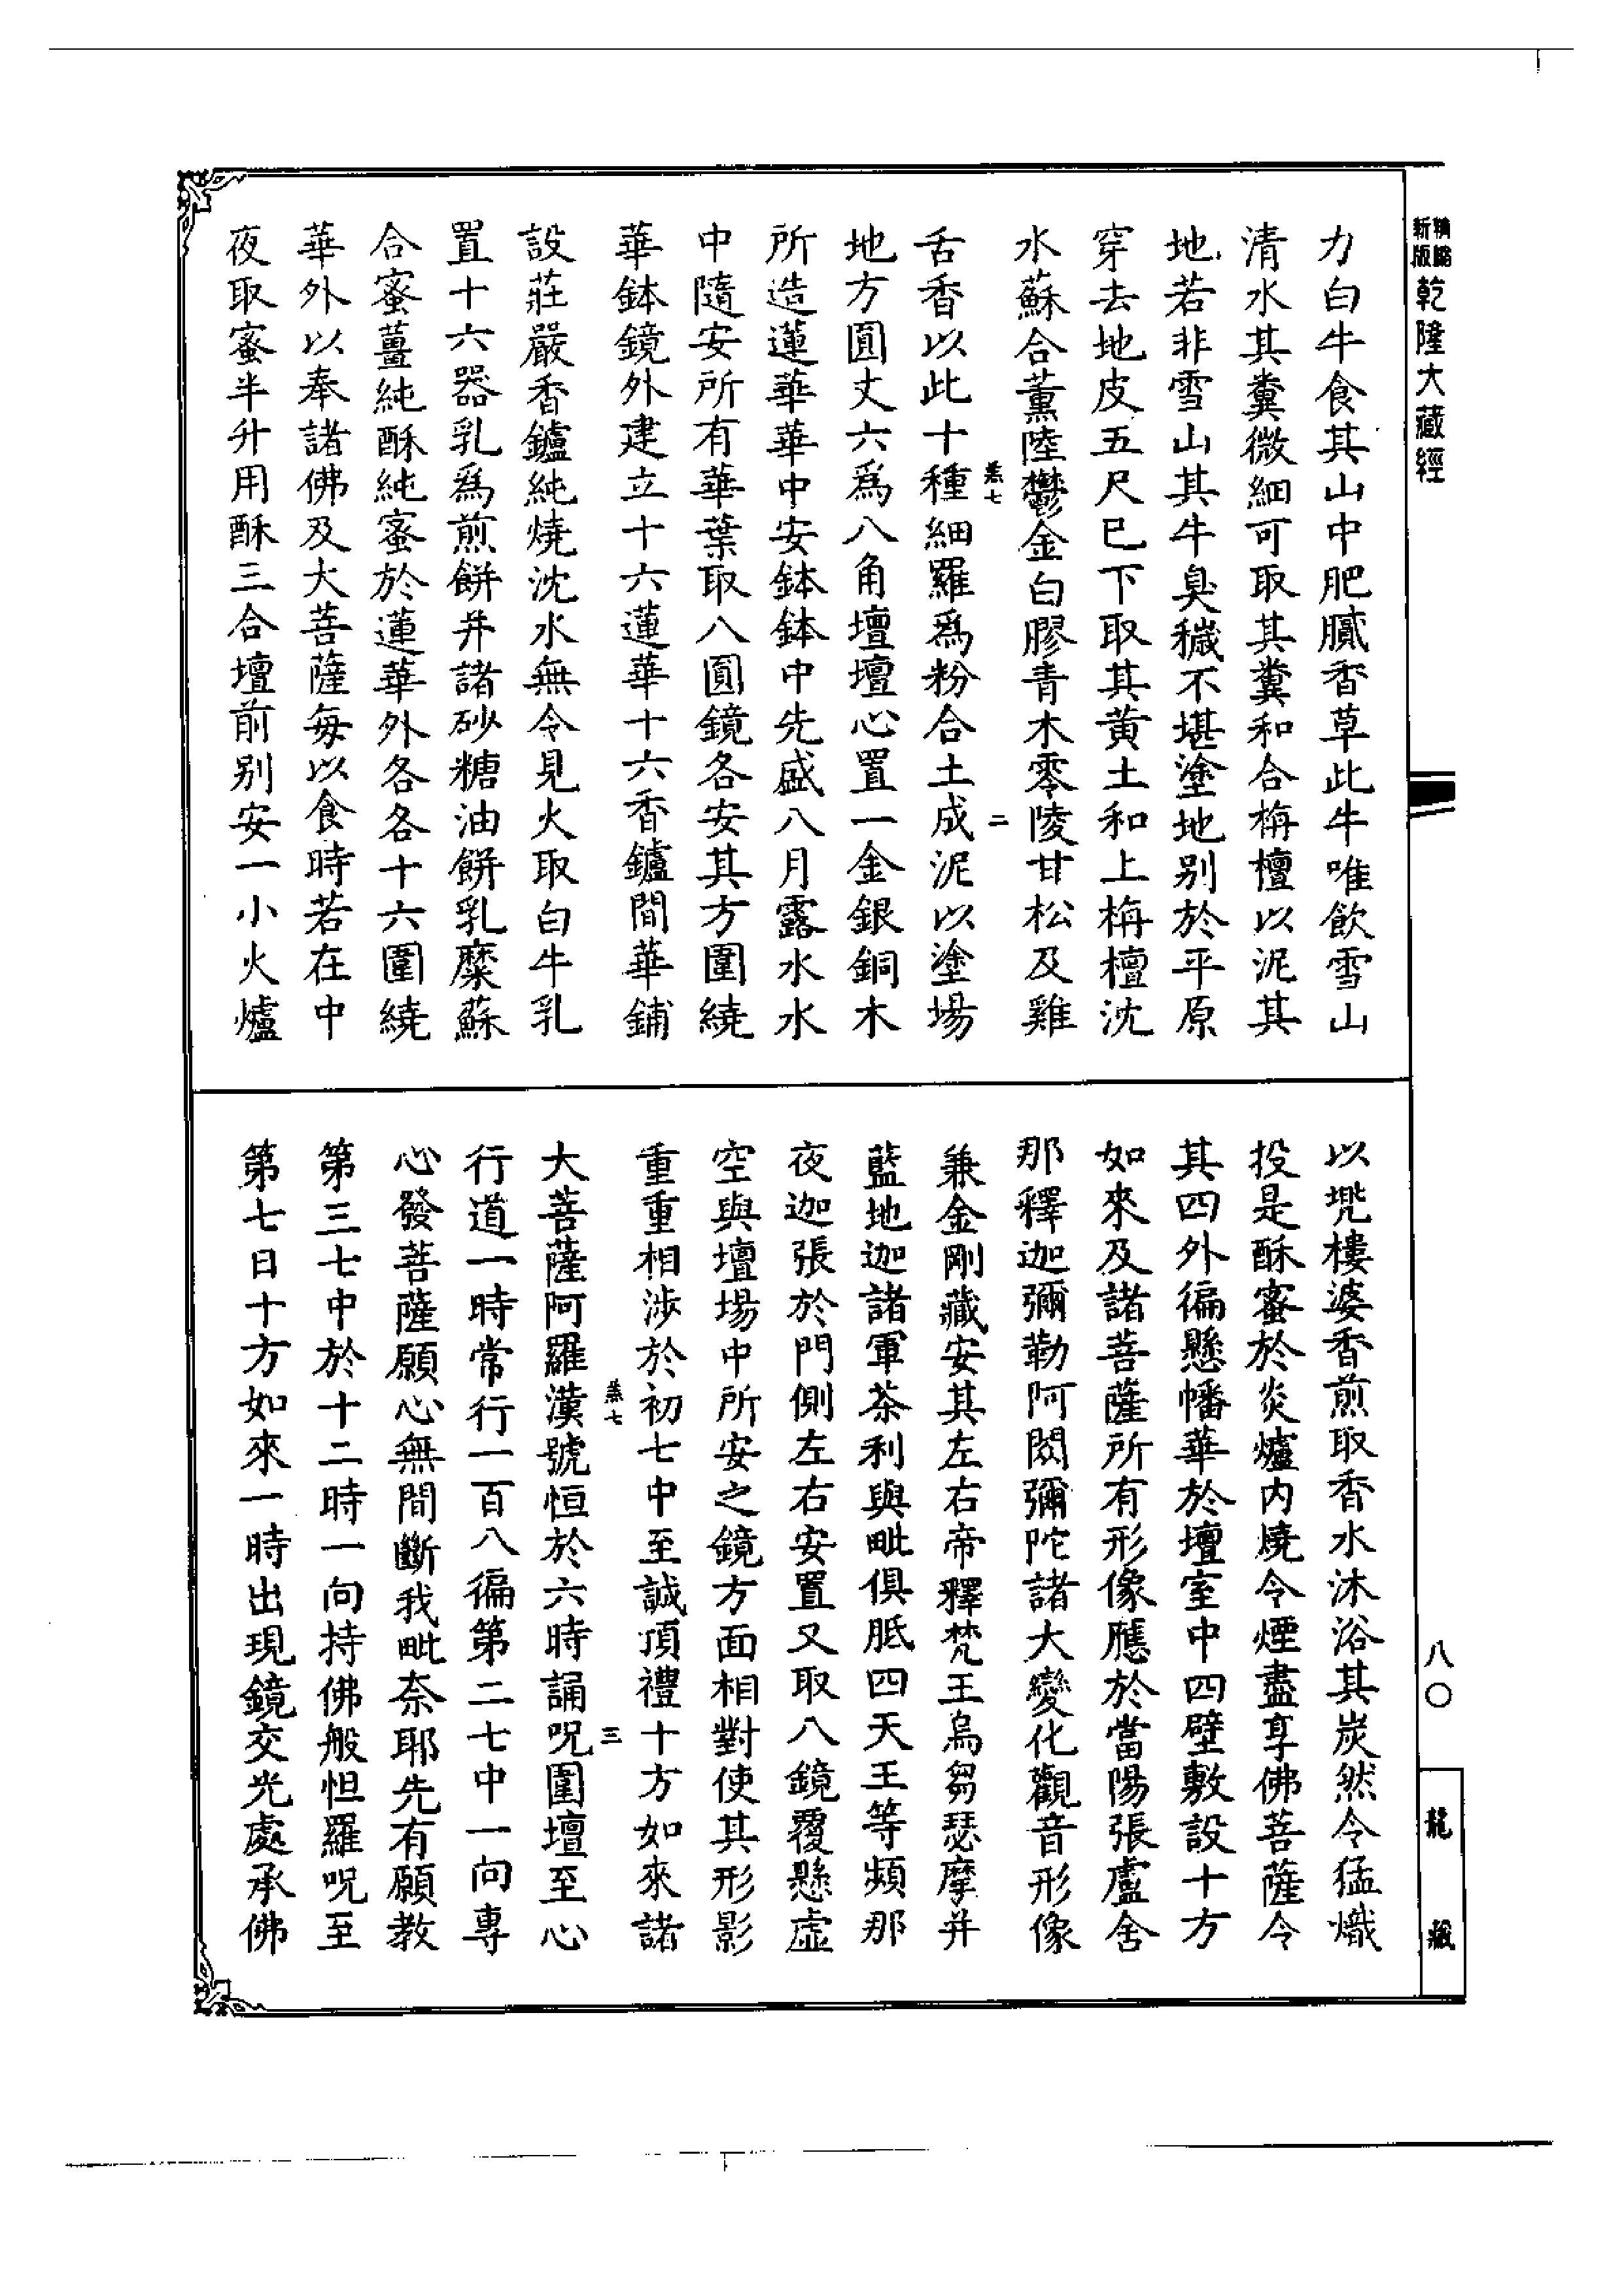 新版
乾隆大藏經
力白牛食其山中肥膩香草此牛唯飲雪山
清水其糞微細可取其糞和合栴檀以泥其
地若非雪山其牛臭穢不堪塗地别於平原
穿去地皮五尺巳下取其黄土和上栴檀沈
水蘇合薰陸鬱金白膠青木零陵甘松及雞
二
舌香以此十種細羅爲粉合土成泥以塗場
地方圓丈六爲八角壇壇心置一金銀銅木
所造蓮華華中安鉢鉢中先盛八月露水水
中隨安所有華葉取八圓鏡各安其方圍繞
華鉢鏡外建立十六蓮華十六香鑪間華鋪
設莊嚴香鑪純燒沈水無令見火取白牛乳
置十六器乳爲煎餅并諸砂糖油餅乳糜蘇
合蜜薑純酥純蜜於蓮華外各各十六圍繞
華外以奉諸佛及大菩薩每以食時若在中
夜取蜜半升用酥三合壇前别安一小火爐
以兜樓婆香煎取香水沐浴其炭然令猛熾
投是酥蜜於炎爐内燒令煙盡享佛菩薩令
其四外徧懸幡華於壇室中四壁敷設十方
如來及諸菩薩所有形像應於當陽張盧舍
那釋迦彌勒阿閦彌陀諸大變化觀音形像
兼金剛藏安其左右帝釋梵王烏芻瑟摩并
藍地迦諸軍茶利與毗俱胝四天王等頻那
夜迦張於門側左右安置又取八鏡覆懸虛
空與壇場中所安之鏡方面相對使其形影
重重相涉於初七中至誠頂禮十方如來諸
三
大菩薩阿羅漢號恒於六時誦呪圍壇至心
行道一時常行一百八徧第二七中一向專
心發菩薩願心無間斷我毗奈耶先有願教
第三七中於十二時一向持佛般怛羅呪至
第七日十方如來一時出現鏡交光處承佛
八〇
龍藏